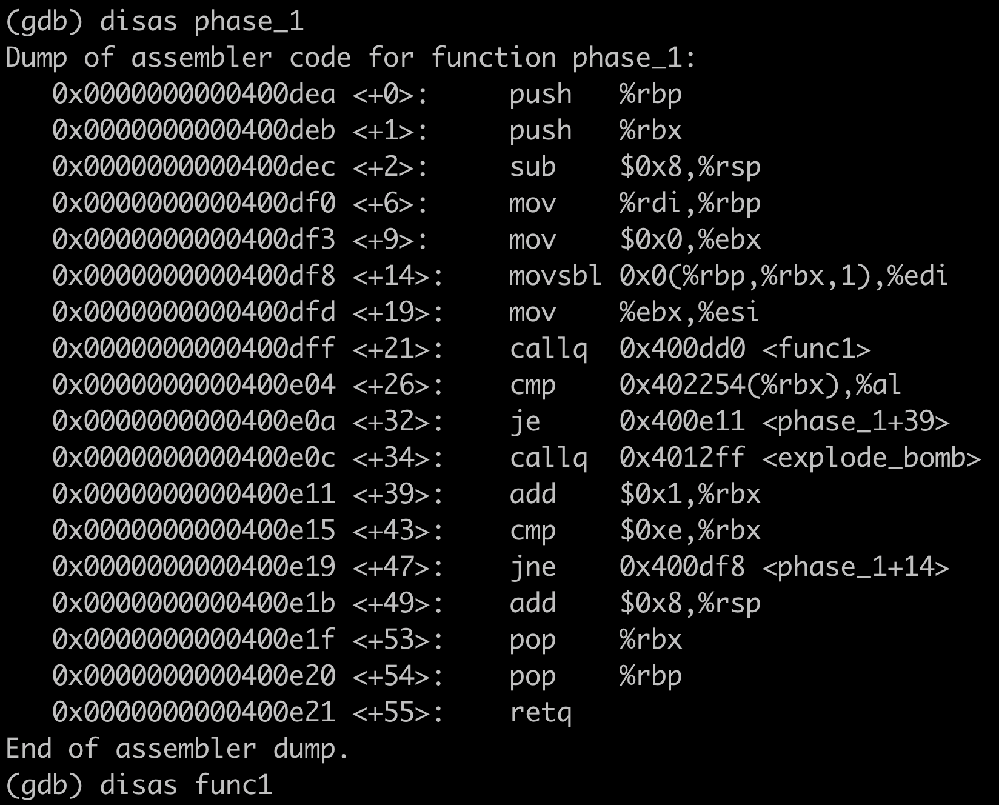 (gdb) disas phase_1
Dump of assembler code for function phase_1:
   0x0000000000400dea <+0>:     push   %rbp
   0x0000000000400deb <+1>:     push   %rbx
   0x0000000000400dec <+2>:     sub    $0x8,%rsp
   0x0000000000400df0 <+6>:     mov    %rdi,%rbp
   0x0000000000400df3 <+9>:     mov    $0x0,%ebx
   0x0000000000400df8 <+14>:    movsbl 0x0(%rbp,%rbx,1),%edi
   0x0000000000400dfd <+19>:    mov    %ebx,%esi
   0x0000000000400dff <+21>:    callq  0x400dd0 <func1>
   0x0000000000400e04 <+26>:    cmp    0x402254(%rbx),%al
   0x0000000000400e0a <+32>:    je     0x400e11 <phase_1+39>
   0x0000000000400e0c <+34>:    callq  0x4012ff <explode_bomb>
   0x0000000000400e11 <+39>:    add    $0x1,%rbx
   0x0000000000400e15 <+43>:    cmp    $0xe,%rbx
   0x0000000000400e19 <+47>:    jne    0x400df8 <phase_1+14>
   0x0000000000400e1b <+49>:    add    $0x8,%rsp
   0x0000000000400e1f <+53>:    pop    %rbx
   0x0000000000400e20 <+54>:    pop    %rbp
   0x0000000000400e21 <+55>:    retq
End of assembler dump.
(gdb) disas func1